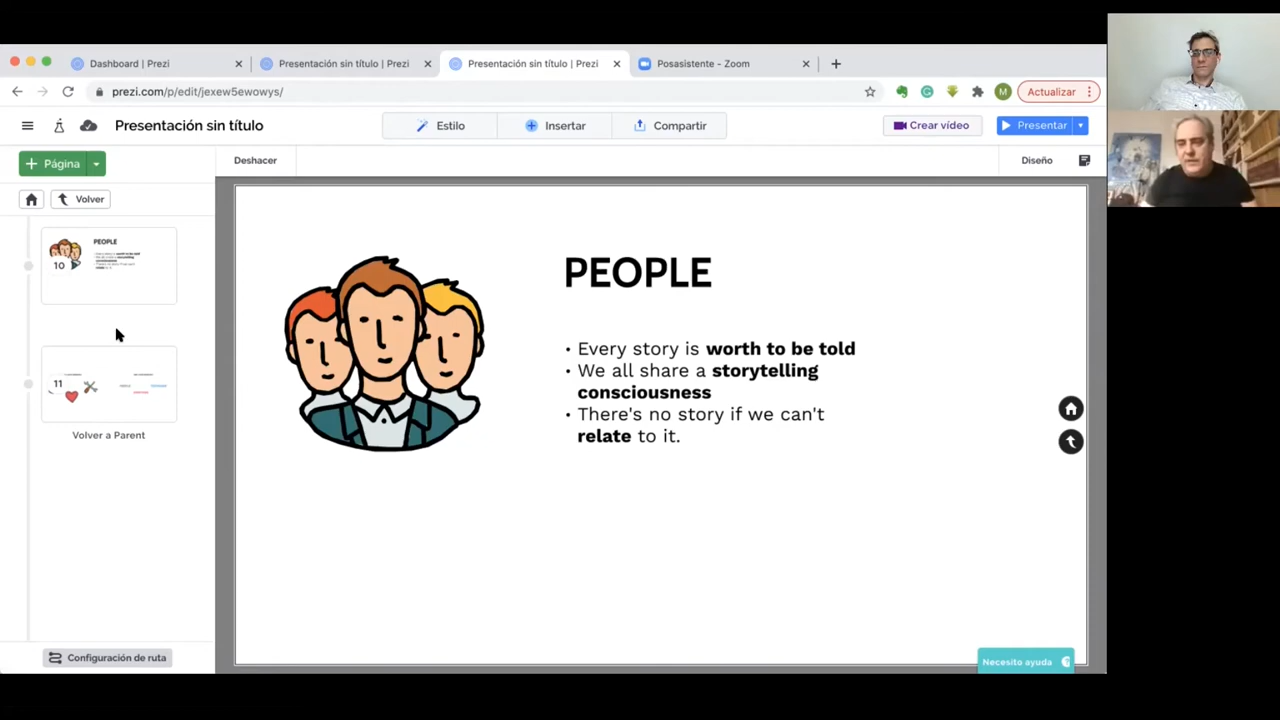 Dashboard | Prezi
Presentación sin título | Prezi
Presentación sin título | Prezi
Posasistente - Zoom
prezi.com/p/edit/jexew5ewowys/
M
Actualizar
Presentación sin título
Estilo
Insertar
Compartir
Crear vídeo
Presentar
Página
Deshacer
Diseño
Volver
PEOPLE
10
11
Volver a Parent
Configuración de ruta
PEOPLE
• Every story is worth to be told
• We all share a storytelling
consciousness
• There's no story if we can't
relate to it.
Necesito ayuda